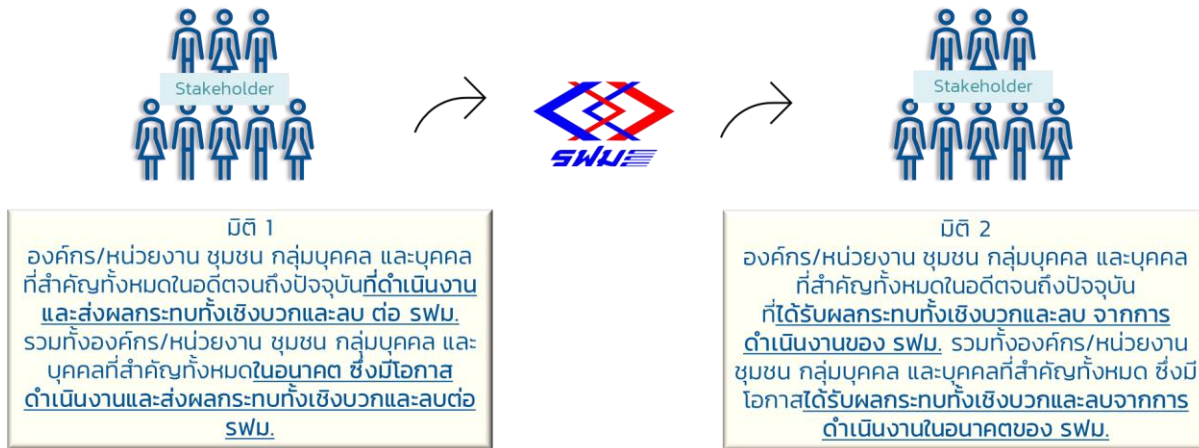 Stakeholder
รฟม
Stakeholder
มิติ 1
องค์กร/หน่วยงาน ชุมชน กลุ่มบุคคล และบุคคล
ที่สำคัญทั้งหมดในอดีตจนถึงปัจจุบันที่ดำเนินงาน
และส่งผลกระทบทั้งเชิงบวกและลบ ต่อ รฟม.
รวมทั้งองค์กร/หน่วยงาน ชุมชน กลุ่มบุคคล และ
บุคคลที่สำคัญทั้งหมดในอนาคต ซึ่งมีโอกาส
ดำเนินงานและส่งผลกระทบทั้งเชิงบวกและลบต่อ
รฟม.
มิติ 2
องค์กร/หน่วยงาน ชุมชน กลุ่มบุคคล และบุคคล
ที่สำคัญทั้งหมดในอดีตจนถึงปัจจุบัน
ที่ได้รับผลกระทบทั้งเชิงบวกและลบ จากการ
ดำเนินงานของ รฟม. รวมทั้งองค์กร/หน่วยงาน
ชุมชน กลุ่มบุคคล และบุคคลที่สำคัญทั้งหมด ซึ่งมี
โอกาสได้รับผลกระทบทั้งเชิงบวกและลบจากการ
ดำเนินงานในอนาคตของ รฟม.